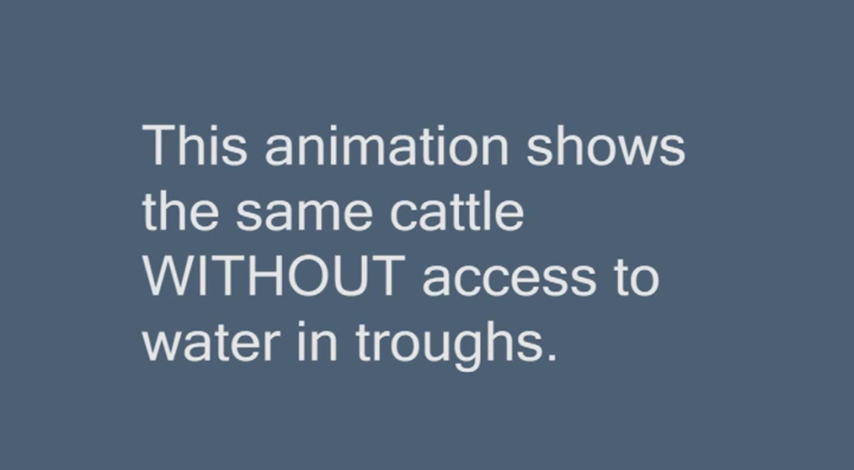 This animation shows
the same cattle
WITHOUT access to
water in troughs.